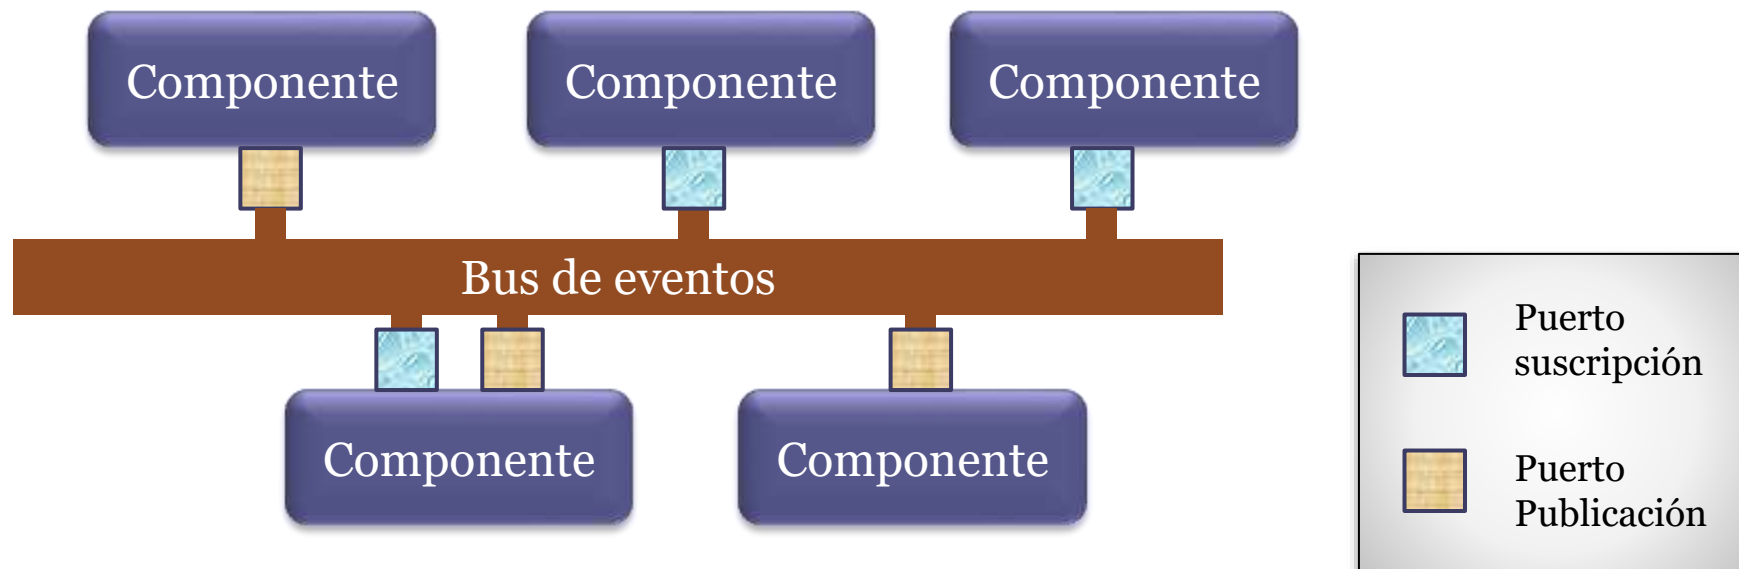 Componente
Componente
Componente
Bus de eventos
Componente
Componente
Puerto
suscripción
Puerto
Publicación